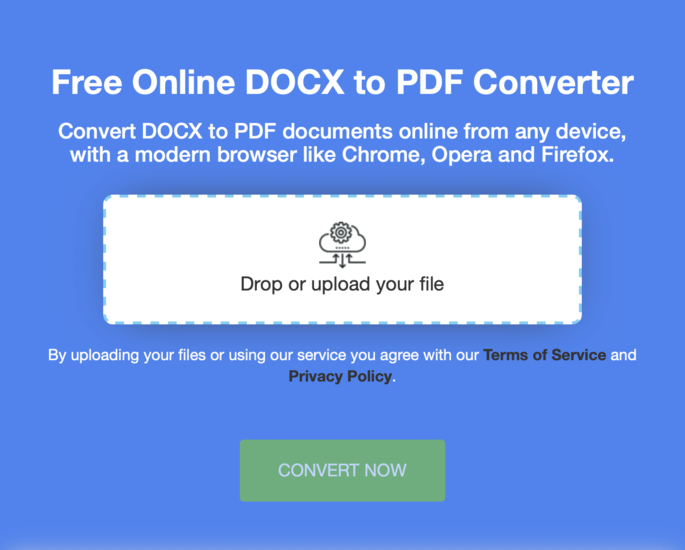 Free Online DOCX to PDF Converter
Convert DOCX to PDF documents online from any device,
with a modern browser like Chrome, Opera and Firefox.
Drop or upload your file
By uploading your files or using our service you agree with our Terms of Service and
Privacy Policy.
CONVERT NOW